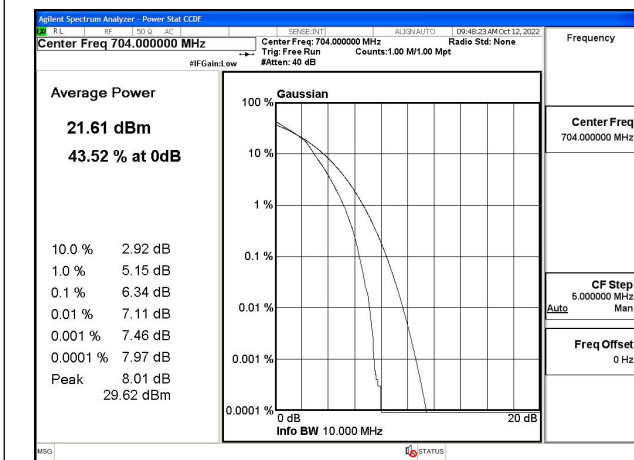 Agilent Spectrum Analyzer - Power Stat CCDF
LXI RL RF 50 Ω AC SENSE:INT ALIGN AUTO 09:48:23 AM Oct 12, 2022
Center Freq 704.000000 MHz
Center Freq: 704.000000 MHz Radio Std: None
Trig: Free Run Counts:1.00 M/1.00 Mpt
#IFGain:Low #Atten: 40 dB
Frequency
Average Power
21.61 dBm
43.52 % at 0dB
10.0 % 2.92 dB
1.0 % 5.15 dB
0.1 % 6.34 dB
0.01 % 7.11 dB
0.001 % 7.46 dB
0.0001 % 7.97 dB
Peak 8.01 dB
29.62 dBm
Gaussian
100 %
10 %
1 %
0.1 %
0.01 %
0.001 %
0.0001 %
0 dB 20 dB
Info BW 10.000 MHz
Center Freq
704.000000 MHz
CF Step
5.000000 MHz
Auto Man
Freq Offset
0 Hz
MSG STATUS